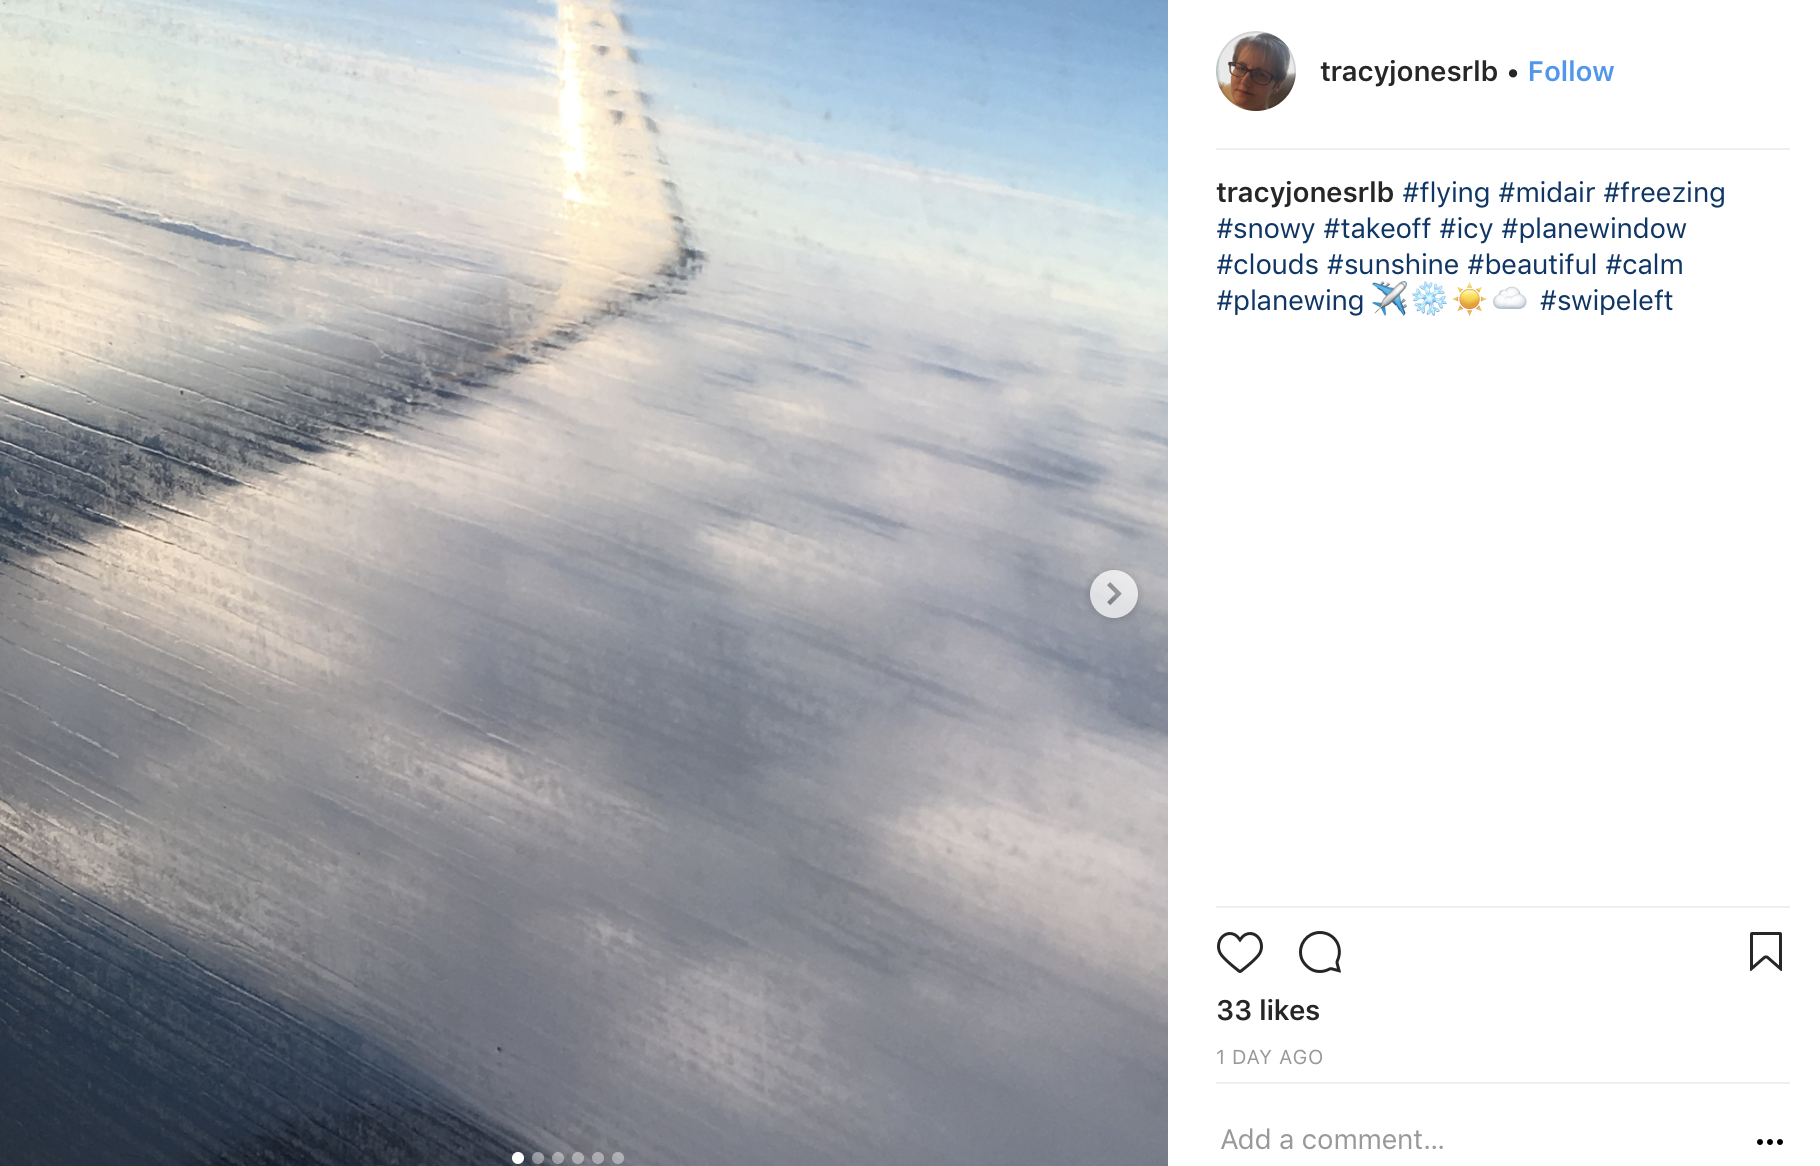 tracyjonesrlb • Follow
tracyjonesrlb #flying #midair #freezing
#snowy #takeoff #icy #planewindow
#clouds #sunshine #beautiful #calm
#planewing ✈️❄️☀️☁️ #swipeleft
33 likes
1 DAY AGO
Add a comment...